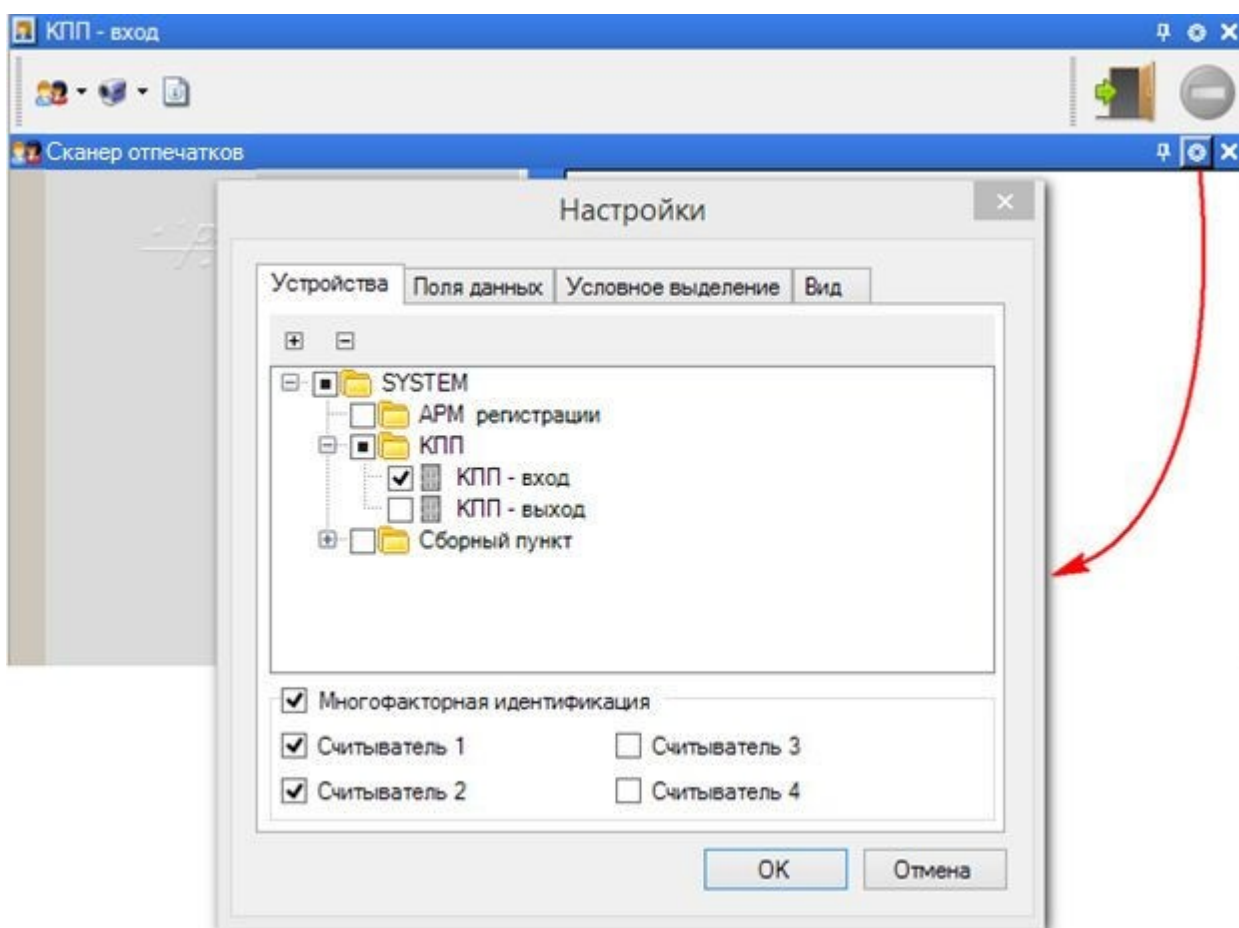 КПП - вход
Сканер отпечатков
Настройки
Устройства Поля данных Условное выделение Вид
SYSTEM
АРМ регистрации
КПП
КПП - вход
КПП - выход
Сборный пункт
Многофакторная идентификация
Считыватель 1 Считыватель 3
Считыватель 2 Считыватель 4
OK Отмена